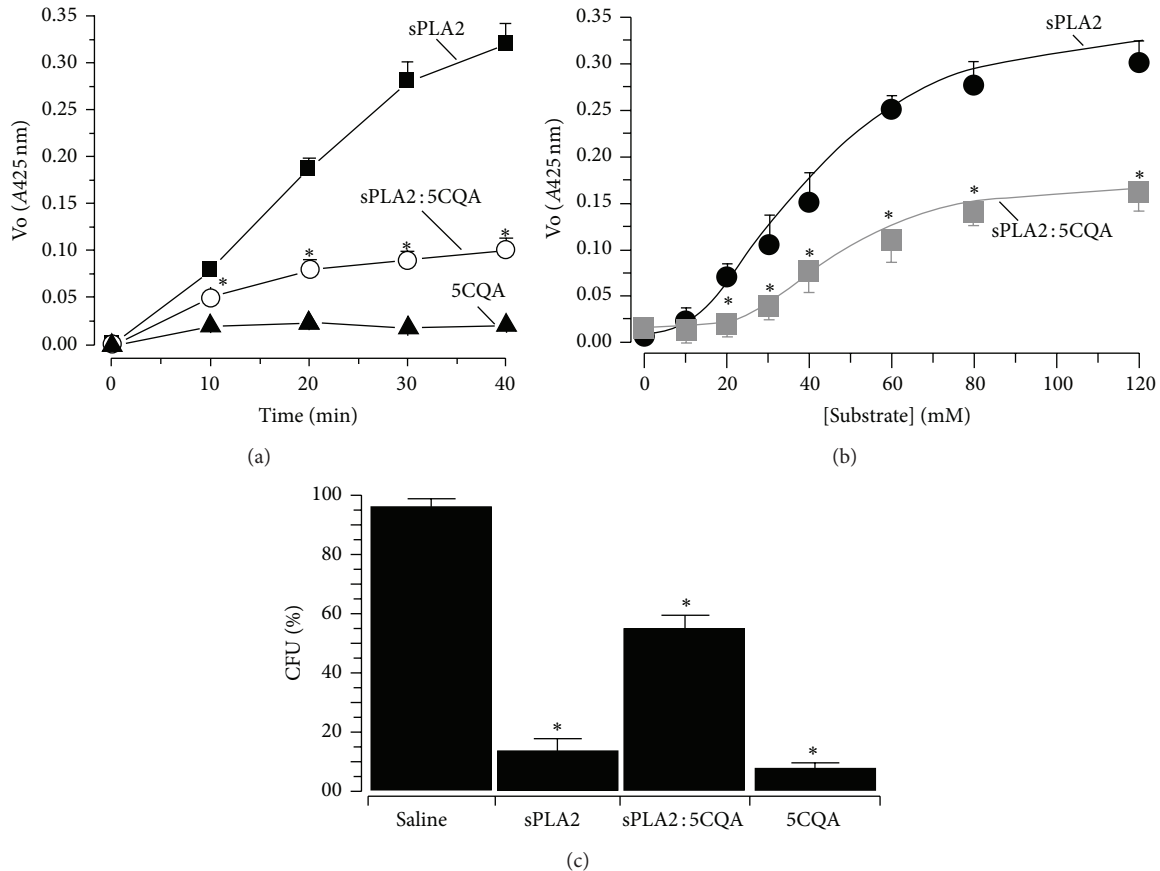 0.35
0.30
0.25
0.20
0.15
0.10
0.05
0.00
Vo (A425 nm)
sPLA2
sPLA2:5CQA
5CQA
*
*
*
*
0
10
20
30
40
Time (min)
(a)
0.35
0.30
0.25
0.20
0.15
0.10
0.05
0.00
Vo (A425 nm)
sPLA2
sPLA2:5CQA
*
*
*
*
*
*
0
20
40
60
80
100
120
[Substrate] (mM)
(b)
100
80
60
40
20
00
CFU (%)
*
*
*
Saline
sPLA2
sPLA2:5CQA
5CQA
(c)